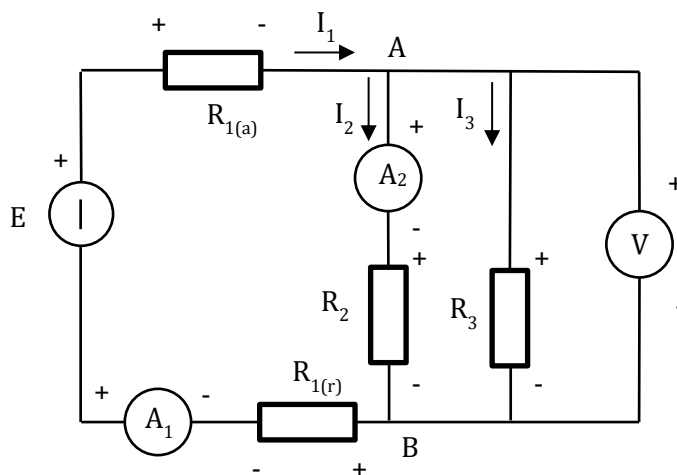 + - I₁ A
R₁₍ₐ₎ I₂ + I₃
+ A₂ +
E - V
+ +
R₂ R₃ -
R₁₍ᵣ₎
+ - - -
A₁
- + B